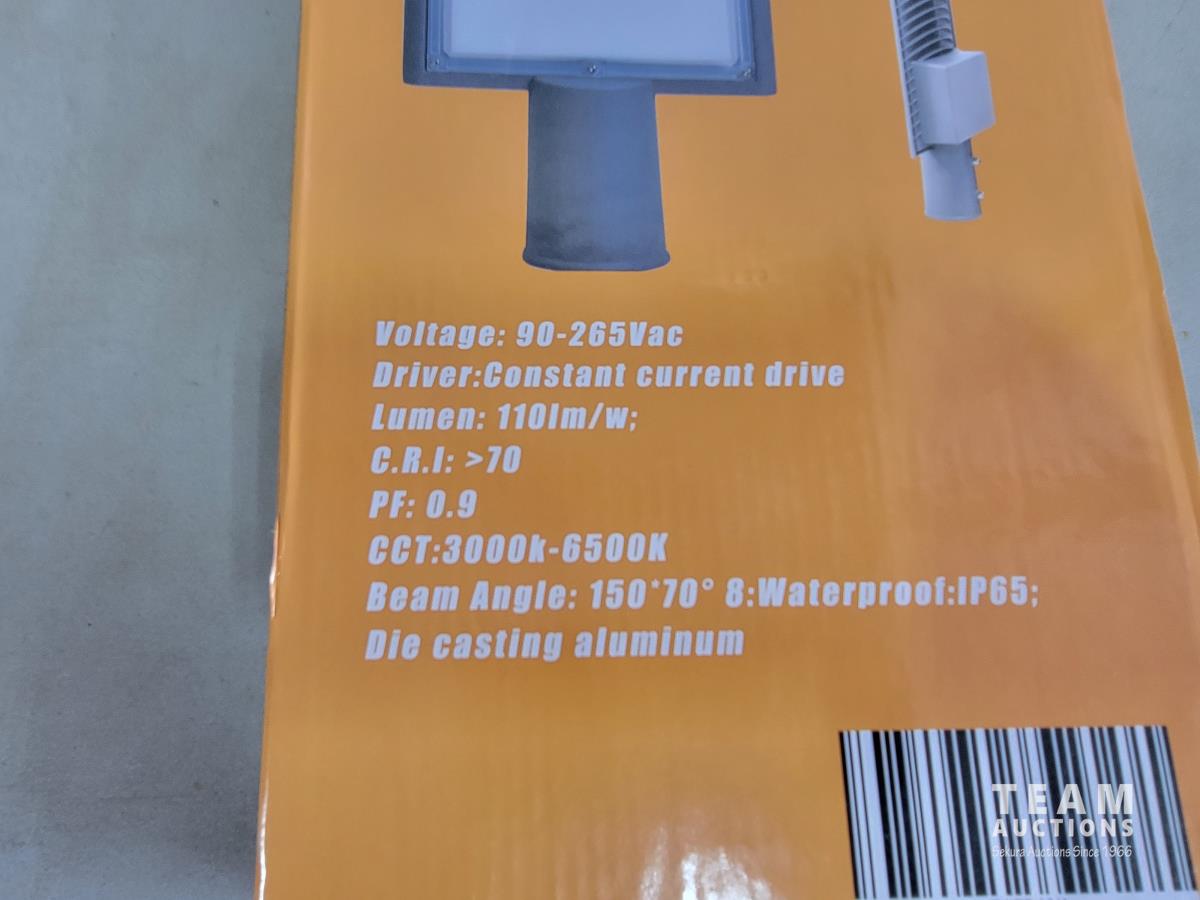 Voltage: 90-265Vac
Driver:Constant current drive
Lumen: 110lm/w;
C.R.I: >70
PF: 0.9
CCT:3000k-6500K
Beam Angle: 150*70° 8:Waterproof:IP65;
Die casting aluminum
TEAM
AUCTIONS
Sekura Auctions Since 1966